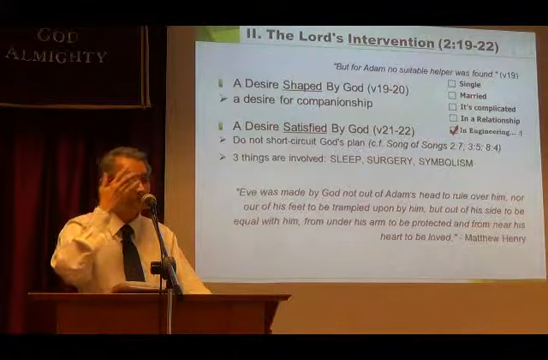 GOD
ALMIGHTY
II. The Lord's Intervention (2:19-22)
"But for Adam no suitable helper was found " (v19)
A Desire Shaped By God (v19-20)
a desire for companionship
Single
Married
It's complicated
In a Relationship
In Engineering...
A Desire Satisfied By God (v21-22)
Do not short-circuit God's plan (c.f. Song of Songs 2:7; 3:5; 8:4)
3 things are involved: SLEEP, SURGERY, SYMBOLISM
"Eve was made by God not out of Adam's head to rule over him, nor
our of his feet to be trampled upon by him, but out of his side to be
equal with him, from under his arm to be protected and from near his
heart to be loved." - Matthew Henry